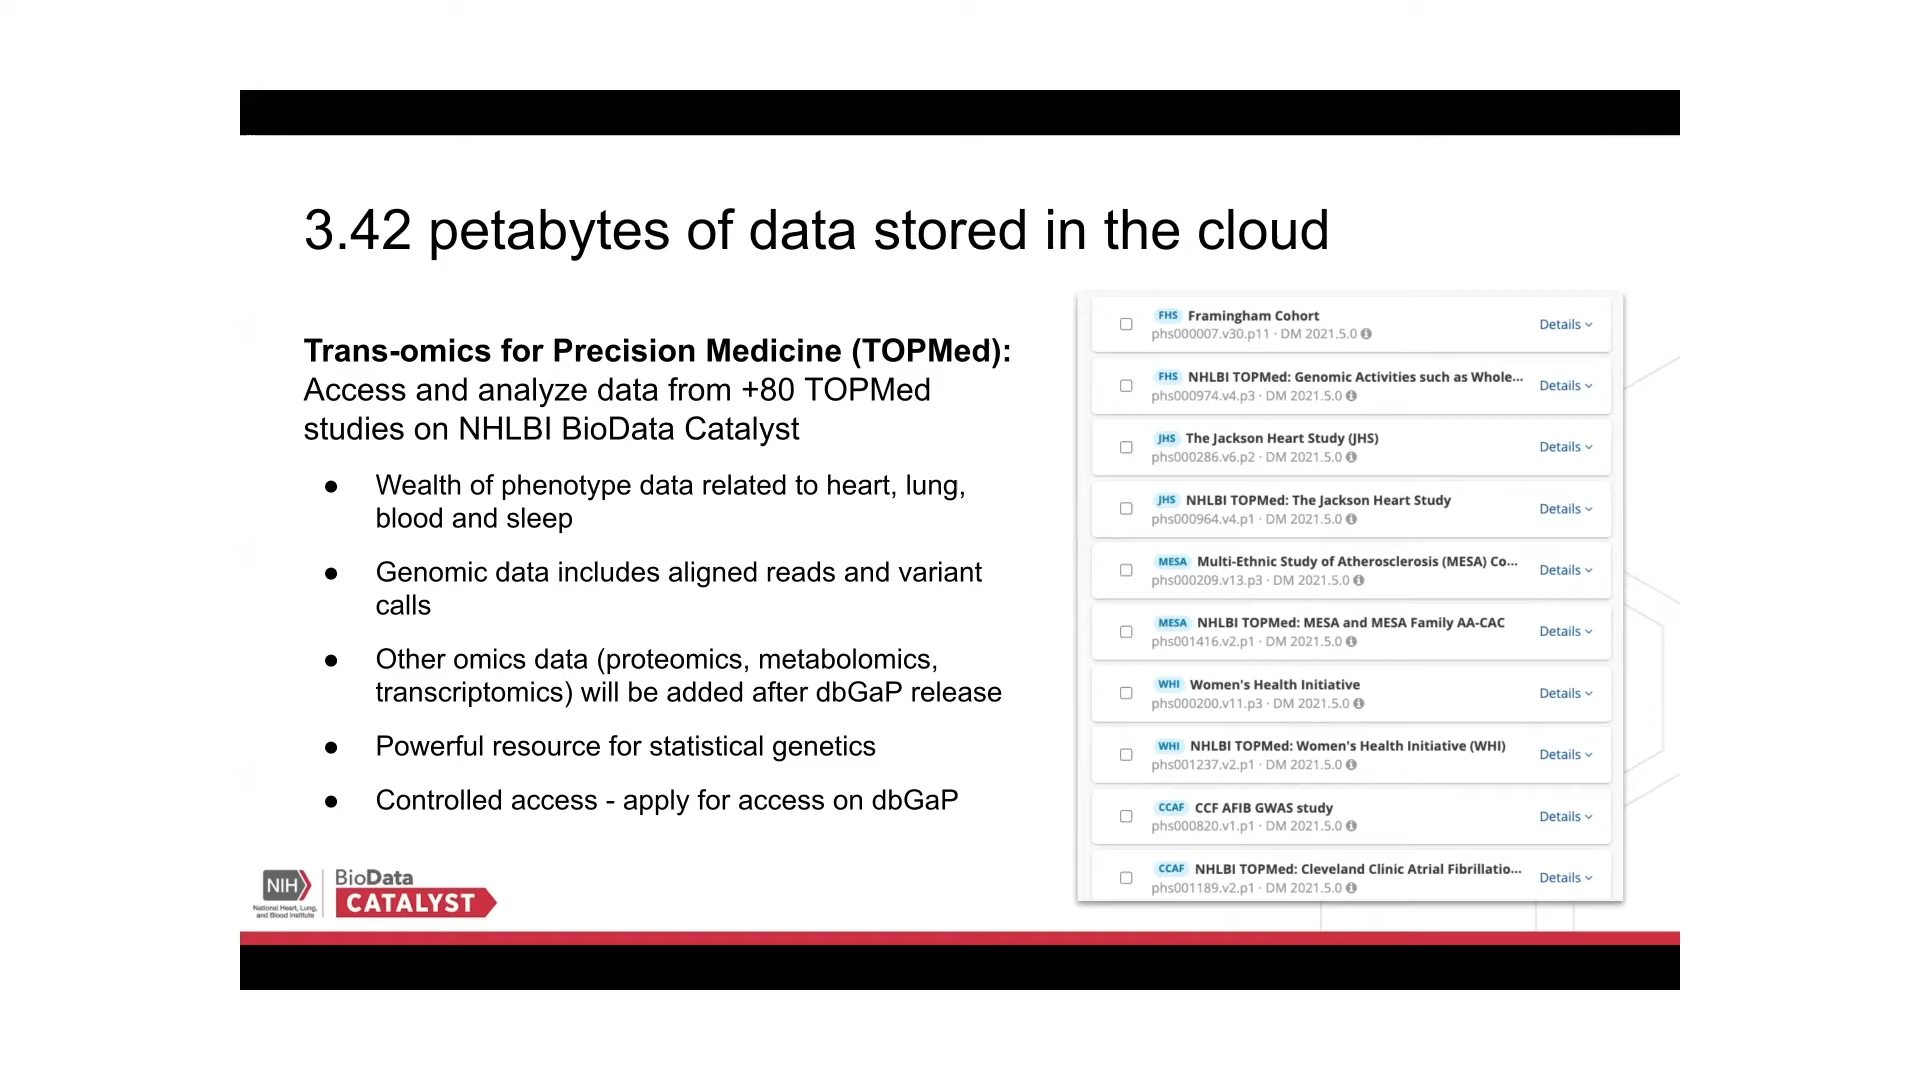 3.42 petabytes of data stored in the cloud
Trans-omics for Precision Medicine (TOPMed):
Access and analyze data from +80 TOPMed
studies on NHLBI BioData Catalyst
● Wealth of phenotype data related to heart, lung,
blood and sleep
● Genomic data includes aligned reads and variant
calls
● Other omics data (proteomics, metabolomics,
transcriptomics) will be added after dbGaP release
● Powerful resource for statistical genetics
● Controlled access - apply for access on dbGaP
FHS Framingham Cohort
phs000007.v30.p11 · DM 2021.5.0
Details
FHS NHLBI TOPMed: Genomic Activities such as Whole...
phs000974.v4.p3 · DM 2021.5.0
Details
JHS The Jackson Heart Study (JHS)
phs000286.v6.p2 · DM 2021.5.0
Details
JHS NHLBI TOPMed: The Jackson Heart Study
phs000964.v4.p1 · DM 2021.5.0
Details
MESA Multi-Ethnic Study of Atherosclerosis (MESA) Co...
phs000209.v13.p3 · DM 2021.5.0
Details
MESA NHLBI TOPMed: MESA and MESA Family AA-CAC
phs001416.v2.p1 · DM 2021.5.0
Details
WHI Women's Health Initiative
phs000200.v11.p3 · DM 2021.5.0
Details
WHI NHLBI TOPMed: Women's Health Initiative (WHI)
phs001237.v2.p1 · DM 2021.5.0
Details
CCAF CCF AFIB GWAS study
phs000820.v1.p1 · DM 2021.5.0
Details
CCAF NHLBI TOPMed: Cleveland Clinic Atrial Fibrillatio...
phs001189.v2.p1 · DM 2021.5.0
Details
NIH
National Heart, Lung,
and Blood Institute
BioData
CATALYST